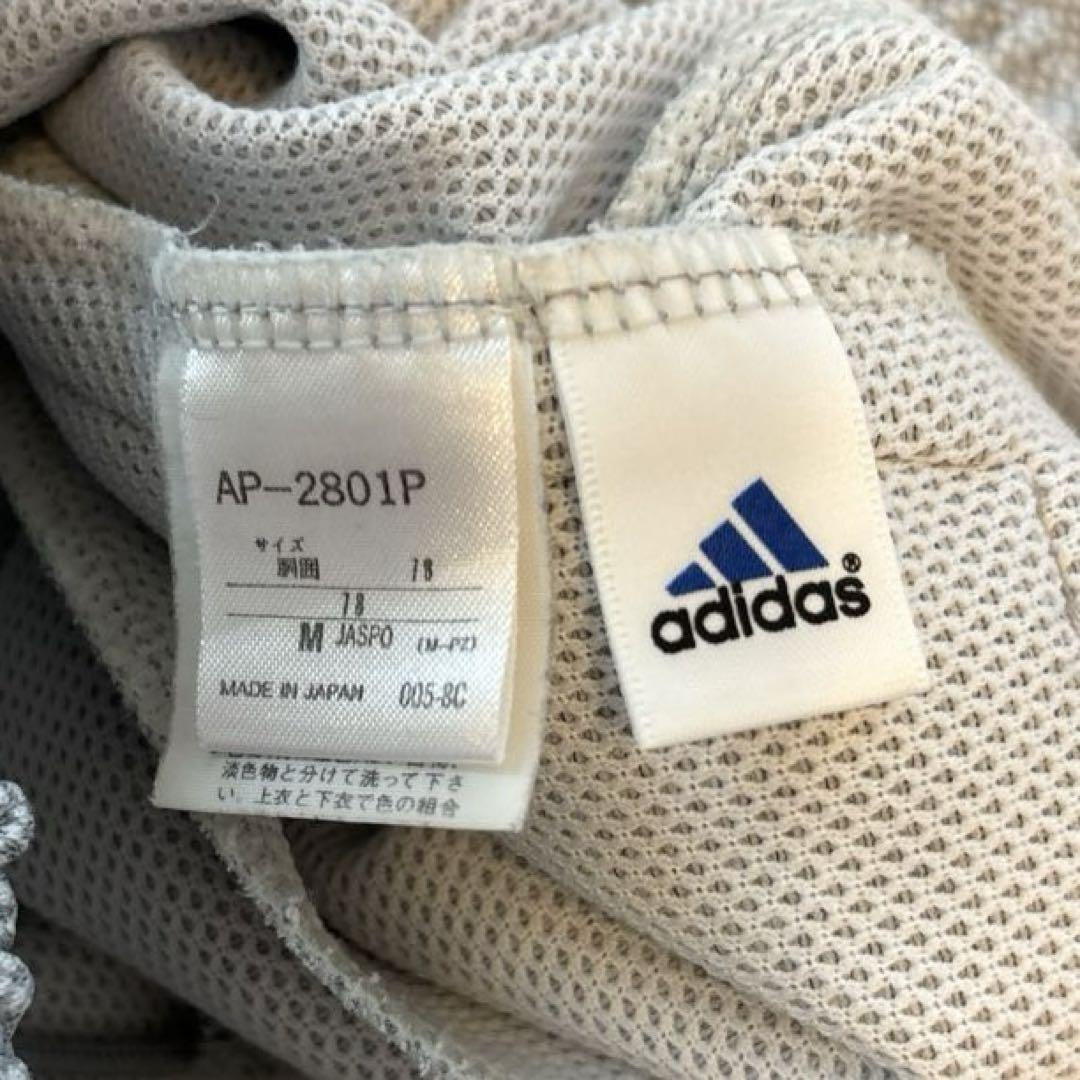 AP-2801P
サイズ
胴囲 78
78
M JASPO (M-PZ)
MADE IN JAPAN 005-8C
淡色物と分けて洗って下さ
い。上衣と下衣で色の組合
adidas®